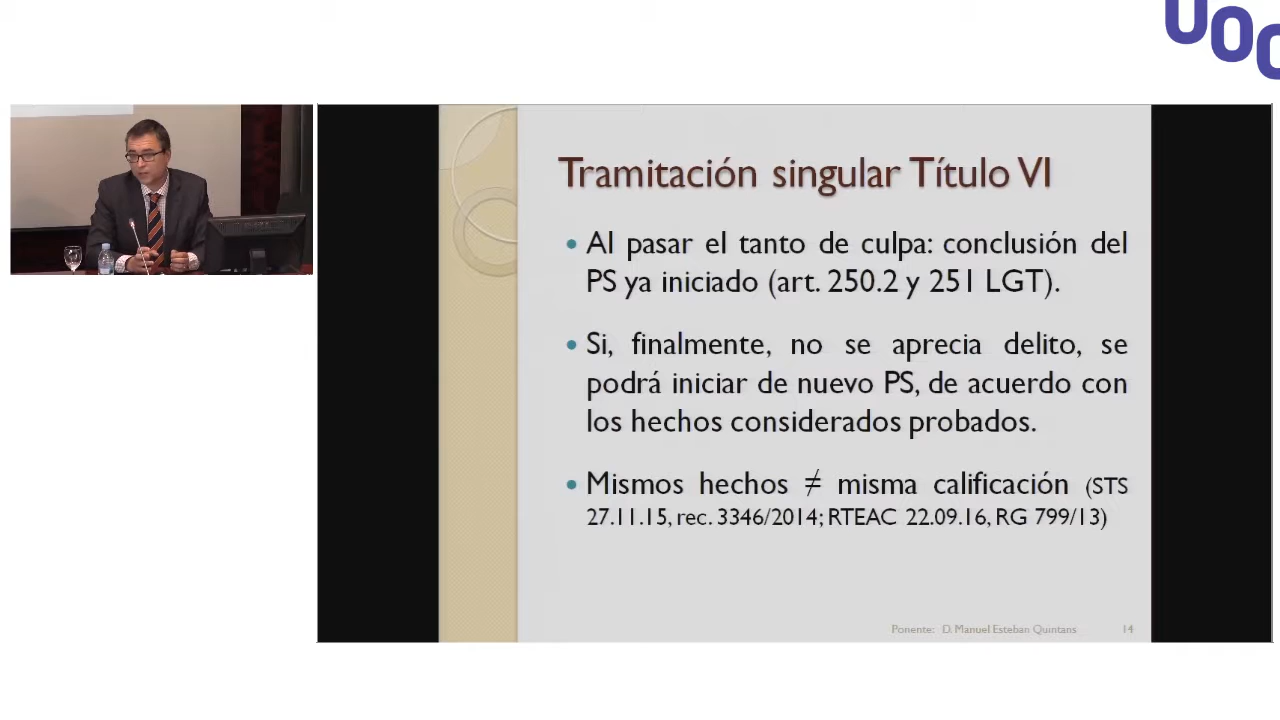 UOC
Tramitación singular Título VI
• Al pasar el tanto de culpa: conclusión del
PS ya iniciado (art. 250.2 y 251 LGT).
• Si, finalmente, no se aprecia delito, se
podrá iniciar de nuevo PS, de acuerdo con
los hechos considerados probados.
• Mismos hechos ≠ misma calificación (STS
27.11.15, rec. 3346/2014; RTEAC 22.09.16, RG 799/13)
Ponente: D. Manuel Esteban Quintans 14